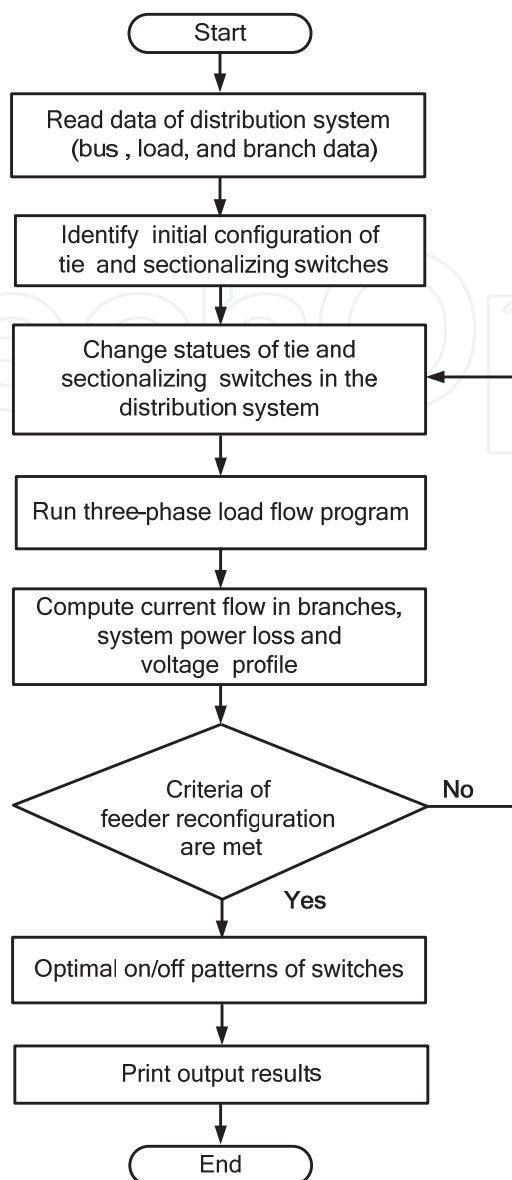 Start
Read data of distribution system
(bus , load, and branch data)
Identify initial configuration of
tie and sectionalizing switches
Change statues of tie and
sectionalizing switches in the
distribution system
Run three-phase load flow program
Compute current flow in branches,
system power loss and
voltage profile
Criteria of
feeder reconfiguration
are met
No
Yes
Optimal on/off patterns of switches
Print output results
End